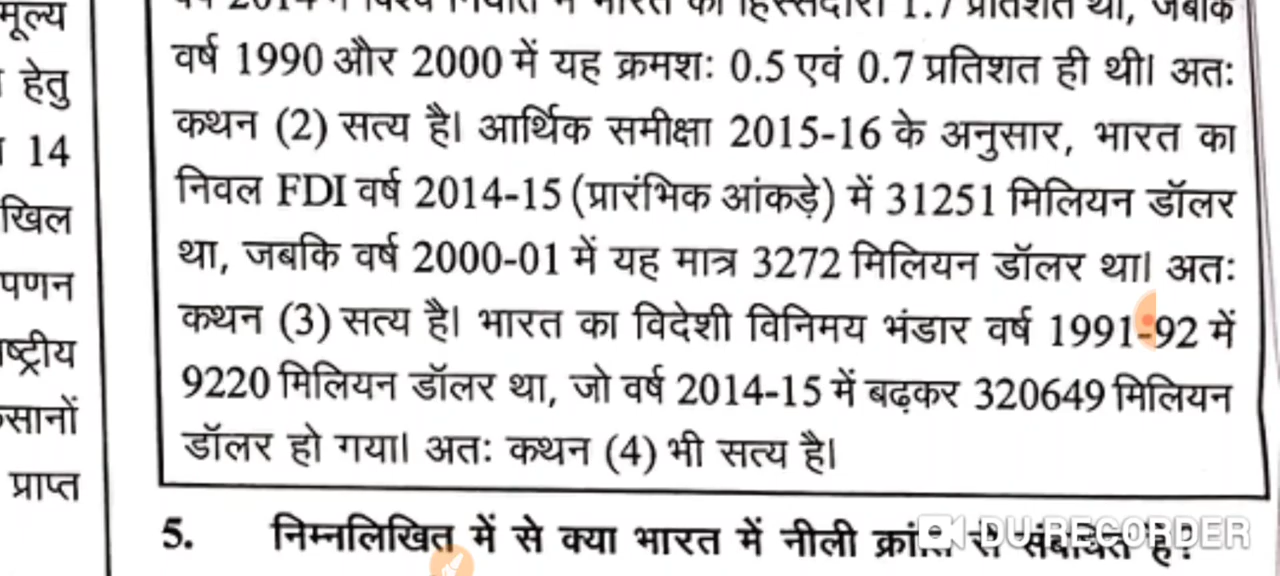 मूल्य
हेतु
14
खिल
पणन
ष्ट्रीय
सानों
प्राप्त
वर्ष 2014 में विश्व निर्यात में भारत की हिस्सेदारी 1.7 प्रतिशत थी, जबकि
वर्ष 1990 और 2000 में यह क्रमशः 0.5 एवं 0.7 प्रतिशत ही थी। अतः
कथन (2) सत्य है। आर्थिक समीक्षा 2015-16 के अनुसार, भारत का
निवल FDI वर्ष 2014-15 (प्रारंभिक आंकड़े) में 31251 मिलियन डॉलर
था, जबकि वर्ष 2000-01 में यह मात्र 3272 मिलियन डॉलर था। अतः
कथन (3) सत्य है। भारत का विदेशी विनिमय भंडार वर्ष 1991-92 में
9220 मिलियन डॉलर था, जो वर्ष 2014-15 में बढ़कर 320649 मिलियन
डॉलर हो गया। अतः कथन (4) भी सत्य है।
5. निम्नलिखित में से क्या भारत में नीली क्रांति से संबंधित है?
DU RECORDER